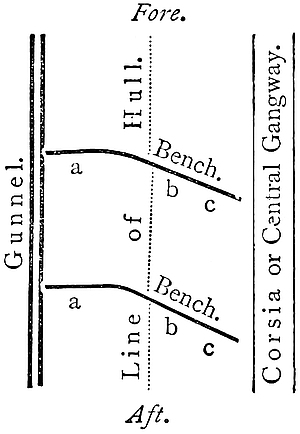 Fore.
Gunnel.
Line of Hull.
Corsia or Central Gangway.
Bench.
a
b
c
Bench.
a
b
c
Aft.